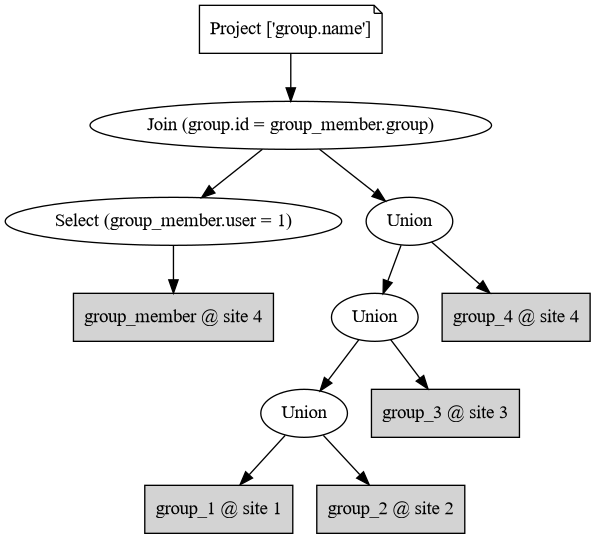 Project ['group.name']
Join (group.id = group_member.group)
Select (group_member.user = 1)
Union
group_member @ site 4
Union
group_4 @ site 4
Union
group_3 @ site 3
group_1 @ site 1
group_2 @ site 2